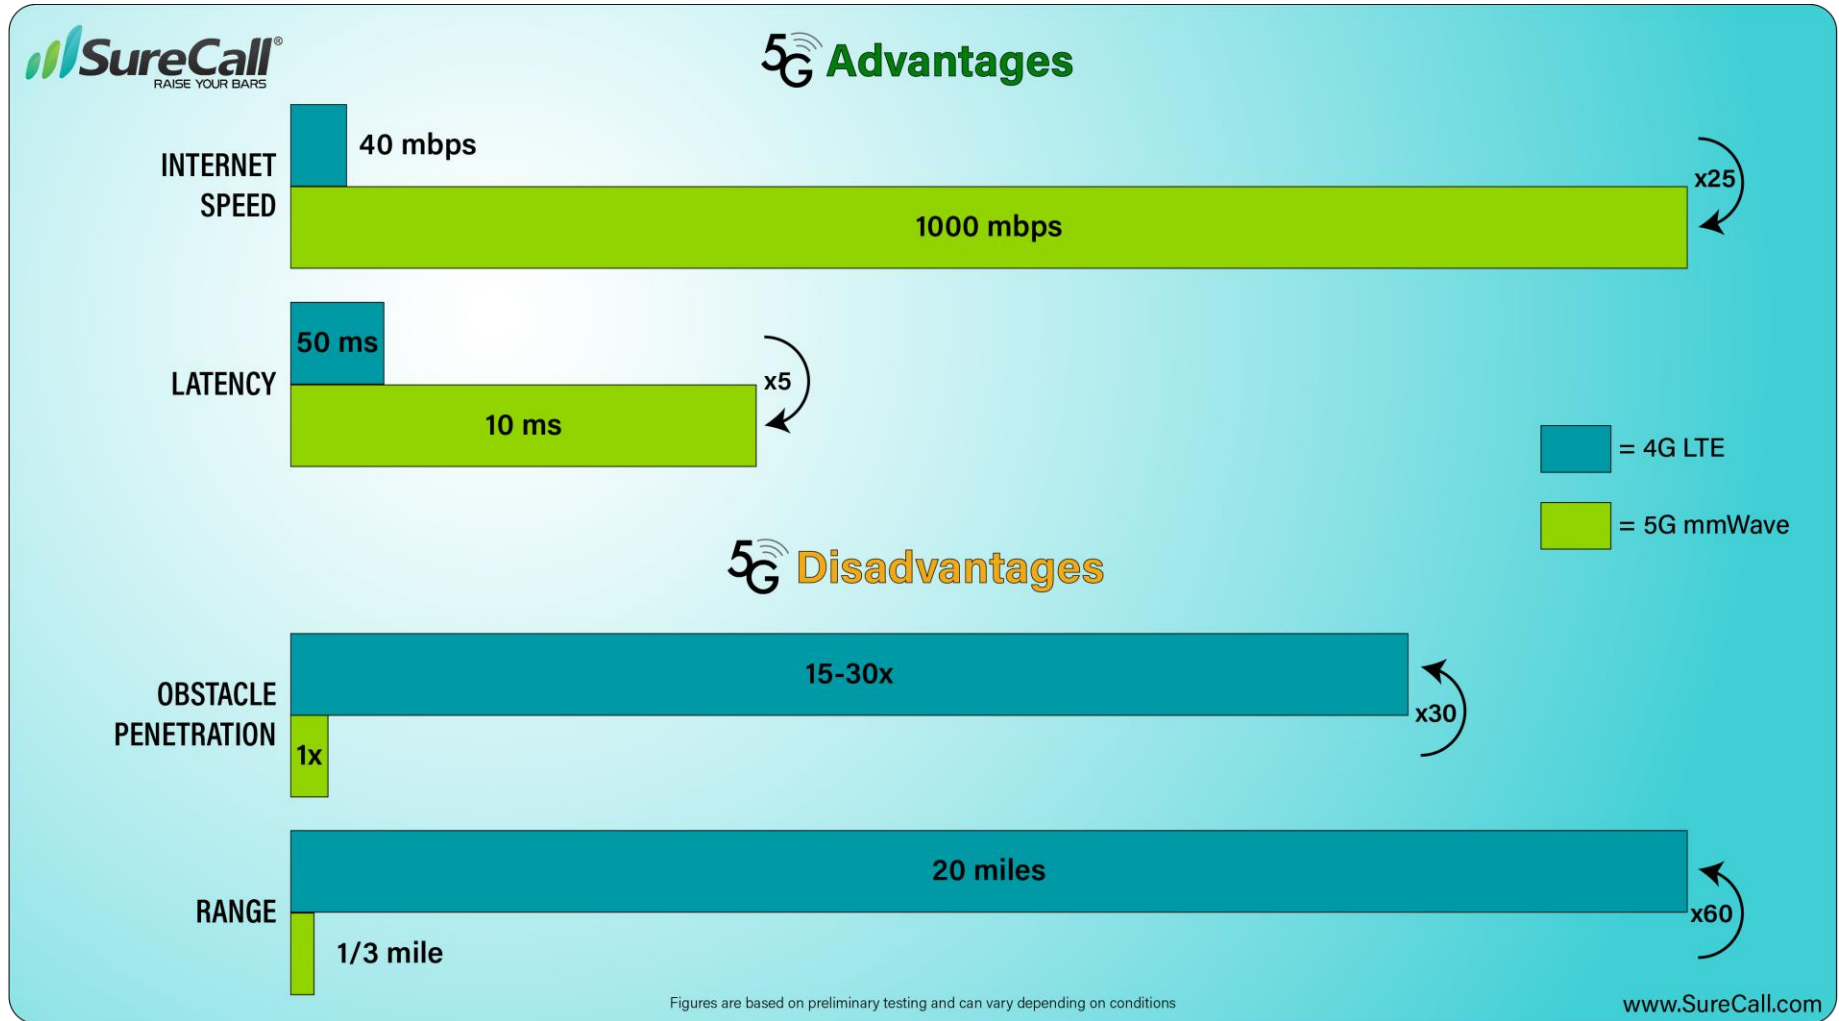 SureCall®
RAISE YOUR BARS
5G Advantages
INTERNET
SPEED
40 mbps
1000 mbps
x25
LATENCY
50 ms
10 ms
x5
= 4G LTE
= 5G mmWave
5G Disadvantages
OBSTACLE
PENETRATION
15-30x
1x
x30
RANGE
20 miles
1/3 mile
x60
Figures are based on preliminary testing and can vary depending on conditions
www.SureCall.com